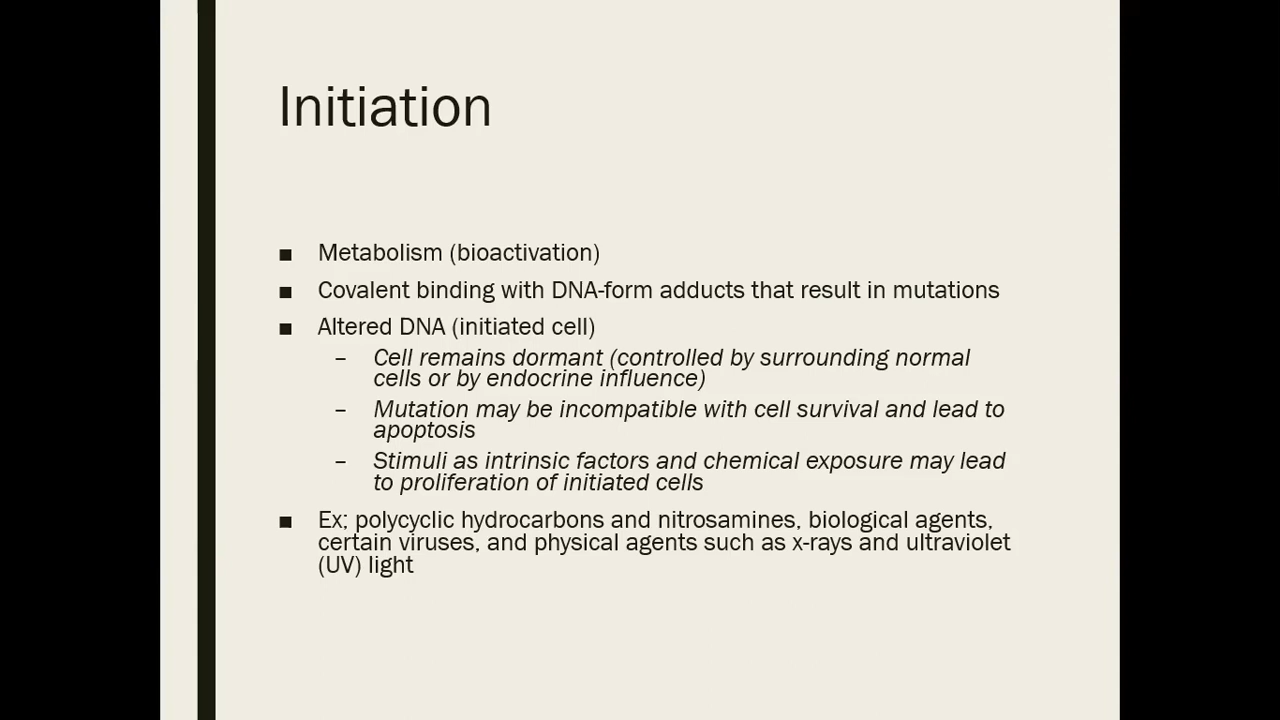 Initiation
■ Metabolism (bioactivation)
■ Covalent binding with DNA-form adducts that result in mutations
■ Altered DNA (initiated cell)
– Cell remains dormant (controlled by surrounding normal
cells or by endocrine influence)
– Mutation may be incompatible with cell survival and lead to
apoptosis
– Stimuli as intrinsic factors and chemical exposure may lead
to proliferation of initiated cells
■ Ex; polycyclic hydrocarbons and nitrosamines, biological agents,
certain viruses, and physical agents such as x-rays and ultraviolet
(UV) light